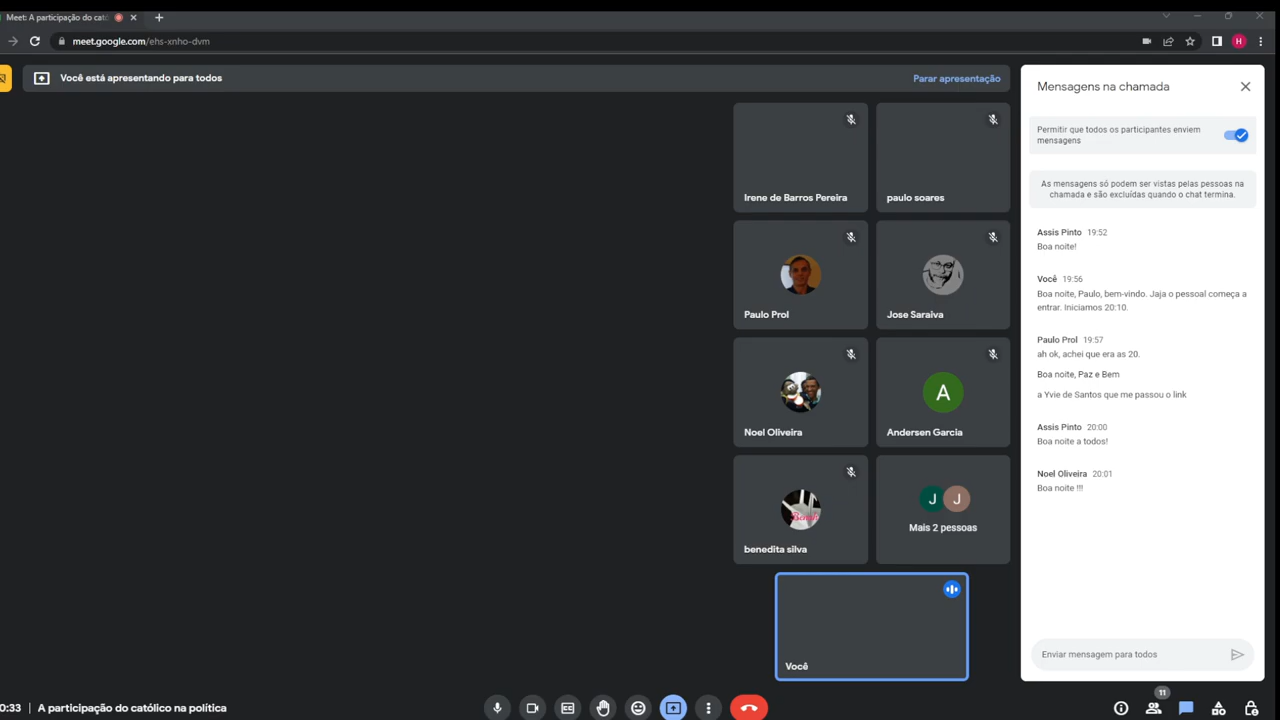 Meet: A participação do cató
meet.google.com/ehs-xnho-dvm
H
Você está apresentando para todos
Parar apresentação
Irene de Barros Pereira
paulo soares
Paulo Prol
Jose Saraiva
Noel Oliveira
A
Andersen Garcia
benedita silva
J J
Mais 2 pessoas
Você
Mensagens na chamada
Permitir que todos os participantes enviem
mensagens
As mensagens só podem ser vistas pelas pessoas na
chamada e são excluídas quando o chat termina.
Assis Pinto 19:52
Boa noite!
Você 19:56
Boa noite, Paulo, bem-vindo. Jaja o pessoal começa a
entrar. Iniciamos 20:10.
Paulo Prol 19:57
ah ok, achei que era as 20.
Boa noite, Paz e Bem
a Yvie de Santos que me passou o link
Assis Pinto 20:00
Boa noite a todos!
Noel Oliveira 20:01
Boa noite !!!
Enviar mensagem para todos
0:33 | A participação do católico na política
11